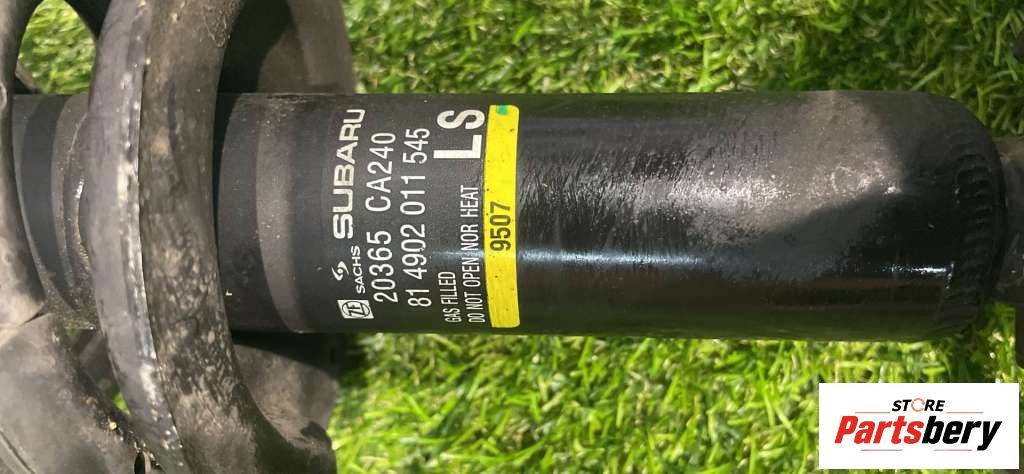 ZF SACHS SUBARU
20365 CA240
81 4902 011 545
GAS FILLED
DO NOT OPEN NOR HEAT
LS
9507
STORE
Partsbery